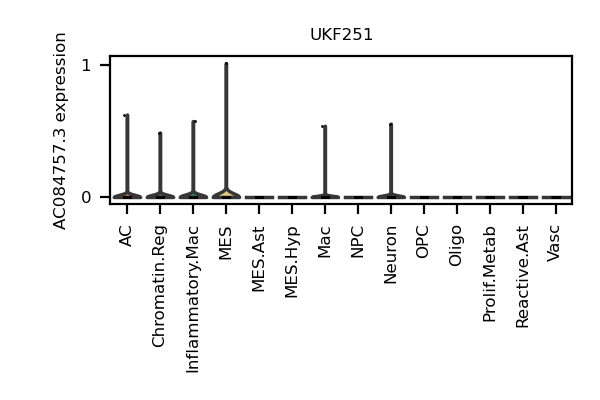 UKF251
AC084757.3 expression
1
0
AC
Chromatin.Reg
Inflammatory.Mac
MES
MES.Ast
MES.Hyp
Mac
NPC
Neuron
OPC
Oligo
Prolif.Metab
Reactive.Ast
Vasc